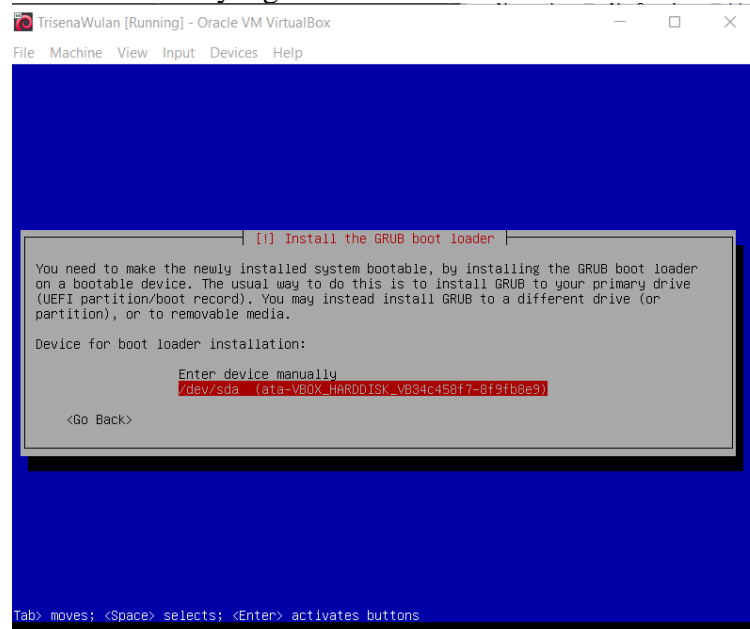 TrisenaWulan [Running] - Oracle VM VirtualBox
File Machine View Input Devices Help
[!] Install the GRUB boot loader
You need to make the newly installed system bootable, by installing the GRUB boot loader
on a bootable device. The usual way to do this is to install GRUB to your primary drive
(UEFI partition/boot record). You may instead install GRUB to a different drive (or
partition), or to removable media.
Device for boot loader installation:
Enter device manually
/dev/sda (ata-VBOX_HARDDISK_VB34c458f7-8f9fb8e9)
<Go Back>
Tab> moves; <Space> selects; <Enter> activates buttons